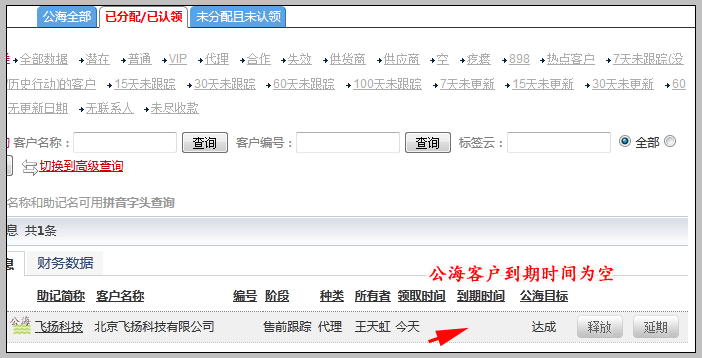 公海全部 已分配/已认领 未分配且未认领
全部数据 潜在 普通 VIP 代理 合作 失效 供货商 供应商 空 疙瘩 898 热点客户 7天未跟踪(没
历史行动)的客户 15天未跟踪 30天未跟踪 60天未跟踪 100天未跟踪 7天未更新 15天未更新 30天未更新 60
无更新日期 无联系人 未尽收款
客户名称： 查询 客户编号： 查询 标签云： 全部
切换到高级查询
名称和助记名可用拼音字头查询
息 共1条
息 财务数据
公海客户到期时间为空
助记简称 客户名称 编号 阶段 种类 所有者 领取时间 到期时间 公海目标
公海 飞扬科技 北京飞扬科技有限公司 售前跟踪 代理 王天虹 今天 达成 释放 延期